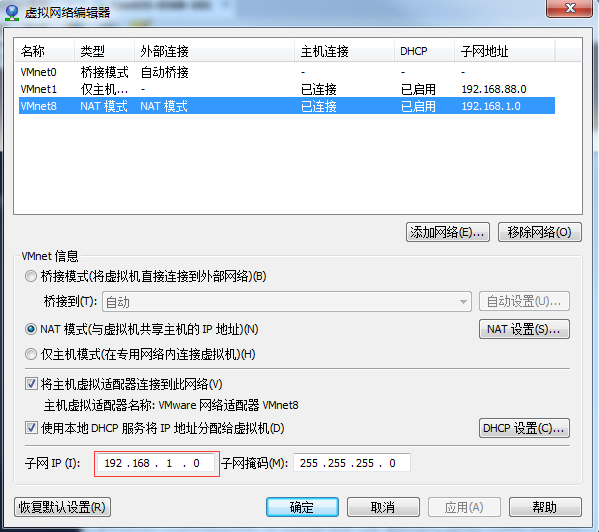 虚拟网络编辑器
名称 类型 外部连接 主机连接 DHCP 子网地址
VMnet0 桥接模式 自动桥接 - - -
VMnet1 仅主机... - 已连接 已启用 192.168.88.0
VMnet8 NAT 模式 NAT 模式 已连接 已启用 192.168.1.0
添加网络(E)... 移除网络(O)
VMnet 信息
桥接模式(将虚拟机直接连接到外部网络)(B)
桥接到(T): 自动 自动设置(U)...
NAT 模式(与虚拟机共享主机的 IP 地址)(N) NAT 设置(S)...
仅主机模式(在专用网络内连接虚拟机)(H)
将主机虚拟适配器连接到此网络(V)
主机虚拟适配器名称: VMware 网络适配器 VMnet8
使用本地 DHCP 服务将 IP 地址分配给虚拟机(D) DHCP 设置(C)...
子网 IP (I): 192 .168 . 1 . 0 子网掩码(M): 255 .255 .255 . 0
恢复默认设置(R) 确定 取消 应用(A) 帮助